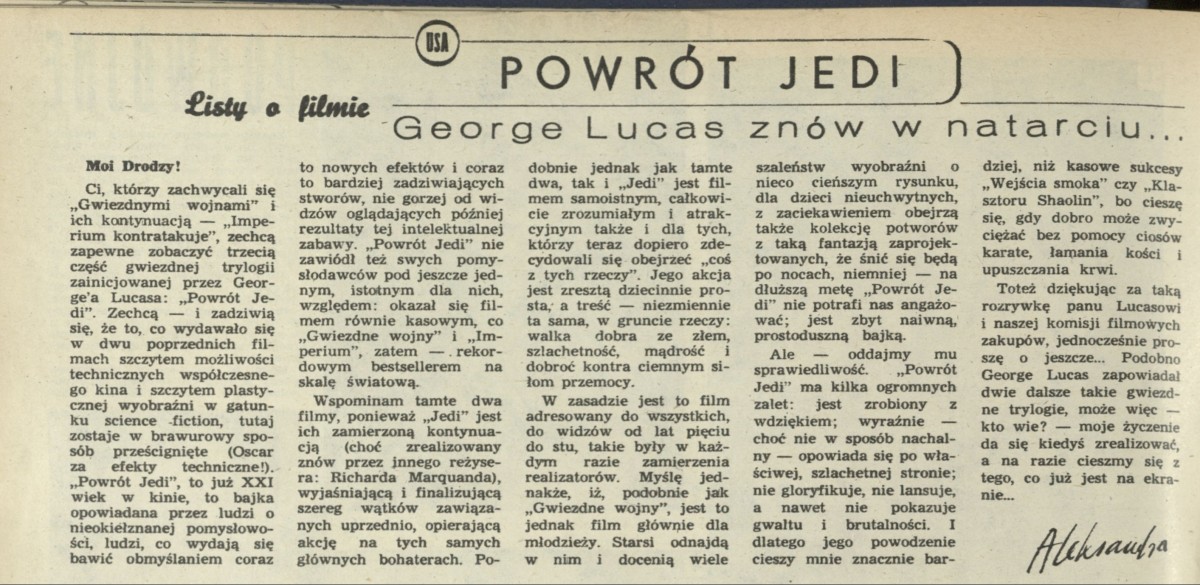 USA
POWRÓT JEDI
Listy o filmie
George Lucas znów w natarciu...
Moi Drodzy!
Ci, którzy zachwycali się
„Gwiezdnymi wojnami" i
ich kontynuacją — „Impe-
rium kontratakuje", zechcą
zapewne zobaczyć trzecią
część gwiezdnej trylogii
zainicjowanej przez Geor-
ge'a Lucasa: „Powrót Je-
di". Zechcą — i zadziwią
się, że to, co wydawało się
w dwu poprzednich fil-
mach szczytem możliwości
technicznych współczesne-
go kina i szczytem plasty-
cznej wyobraźni w gatun-
ku science fiction, tutaj
zostaje w brawurowy spo-
sób prześcignięte (Oscar
za efekty techniczne!).
„Powrót Jedi", to już XXI
wiek w kinie, to bajka
opowiadana przez ludzi o
nieokiełznanej pomysłowo-
ści, ludzi, co wydają się
bawić obmyślaniem coraz
to nowych efektów i coraz
to bardziej zadziwiających
stworów, nie gorzej od wi-
dzów oglądających później
rezultaty tej intelektualnej
zabawy. „Powrót Jedi" nie
zawiódł też swych pomy-
słodawców pod jeszcze jed-
nym, istotnym dla nich,
względem: okazał się fil-
mem równie kasowym, co
„Gwiezdne wojny" i „Im-
perium", zatem — rekor-
dowym bestsellerem na
skalę światową.
Wspominam tamte dwa
filmy, ponieważ „Jedi" jest
ich zamierzoną kontynua-
cją (choć zrealizowany
znów przez innego reżyse-
ra: Richarda Marquanda),
wyjaśniającą i finalizującą
szereg wątków zawiąza-
nych uprzednio, opierającą
akcję na tych samych
głównych bohaterach. Po-
dobnie jednak jak tamte
dwa, tak i „Jedi" jest fil-
mem samoistnym, całkowi-
cie zrozumiałym i atrak-
cyjnym także i dla tych,
którzy teraz dopiero zde-
cydowali się obejrzeć „coś
z tych rzeczy". Jego akcja
jest zresztą dziecinnie pro-
sta, a treść — niezmiennie
ta sama, w gruncie rzeczy:
walka dobra ze złem,
szlachetność, mądrość i
dobroć kontra ciemnym si-
łom przemocy.
W zasadzie jest to film
adresowany do wszystkich,
do widzów od lat pięciu
do stu, takie były w każ-
dym razie zamierzenia
realizatorów. Myślę jed-
nakże, iż, podobnie jak
„Gwiezdne wojny", jest to
jednak film głównie dla
młodzieży. Starsi odnajdą
w nim i docenią wiele
szaleństw wyobraźni o
nieco cieńszym rysunku,
dla dzieci nieuchwytnych,
z zaciekawieniem obejrzą
także kolekcję potworów
z taką fantazją zaprojek-
towanych, że śnić się będą
po nocach, niemniej — na
dłuższą metę „Powrót Je-
di" nie potrafi nas angażo-
wać; jest zbyt naiwną,
prostoduszną bajką.
Ale — oddajmy mu
sprawiedliwość. „Powrót
Jedi" ma kilka ogromnych
zalet: jest zrobiony z
wdziękiem; wyraźnie —
choć nie w sposób nachal-
ny — opowiada się po wła-
ściwej, szlachetnej stronie;
nie gloryfikuje, nie lansuje,
a nawet nie pokazuje
gwałtu i brutalności. I
dlatego jego powodzenie
cieszy mnie znacznie bar-
dziej, niż kasowe sukcesy
„Wejścia smoka" czy „Kla-
sztoru Shaolin", bo cieszę
się, gdy dobro może zwy-
ciężać bez pomocy ciosów
karate, łamania kości i
upuszczania krwi.
Toteż dziękując za taką
rozrywkę panu Lucasowi
i naszej komisji filmowych
zakupów, jednocześnie pro-
szę o jeszcze... Podobno
George Lucas zapowiadał
dwie dalsze takie gwiezd-
ne trylogie, może więc —
kto wie? — moje życzenie
da się kiedyś zrealizować,
a na razie cieszmy się z
tego, co już jest na ekra-
nie...
Aleksandra